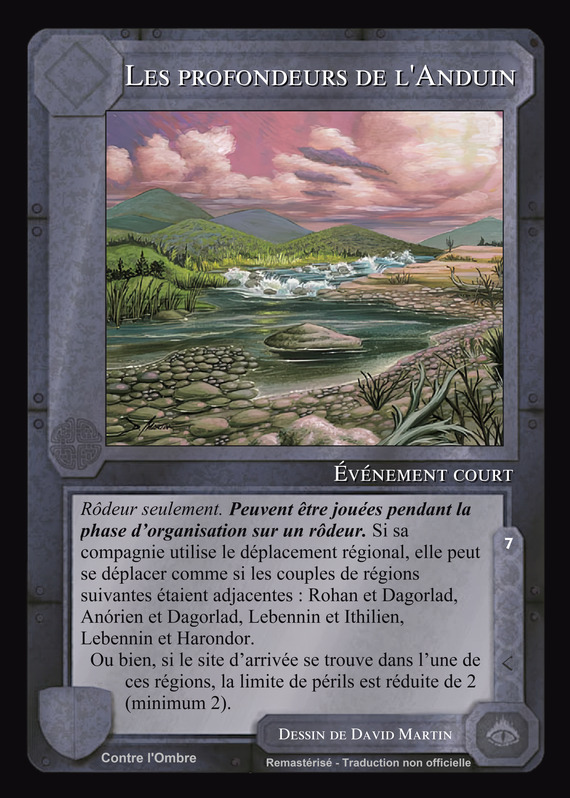 Les profondeurs de l'Anduin
D. Martin
Événement court
Rôdeur seulement. Peuvent être jouées pendant la
phase d’organisation sur un rôdeur. Si sa
compagnie utilise le déplacement régional, elle peut
se déplacer comme si les couples de régions
suivantes étaient adjacentes : Rohan et Dagorlad,
Anórien et Dagorlad, Lebennin et Ithilien,
Lebennin et Harondor.
Ou bien, si le site d’arrivée se trouve dans l’une de
ces régions, la limite de périls est réduite de 2
(minimum 2).
7
Dessin de David Martin
Contre l'Ombre
Remastérisé - Traduction non officielle